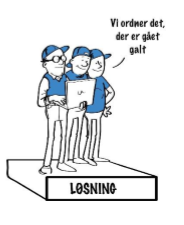 Vi ordner det,
der er gået
galt
LØSNING